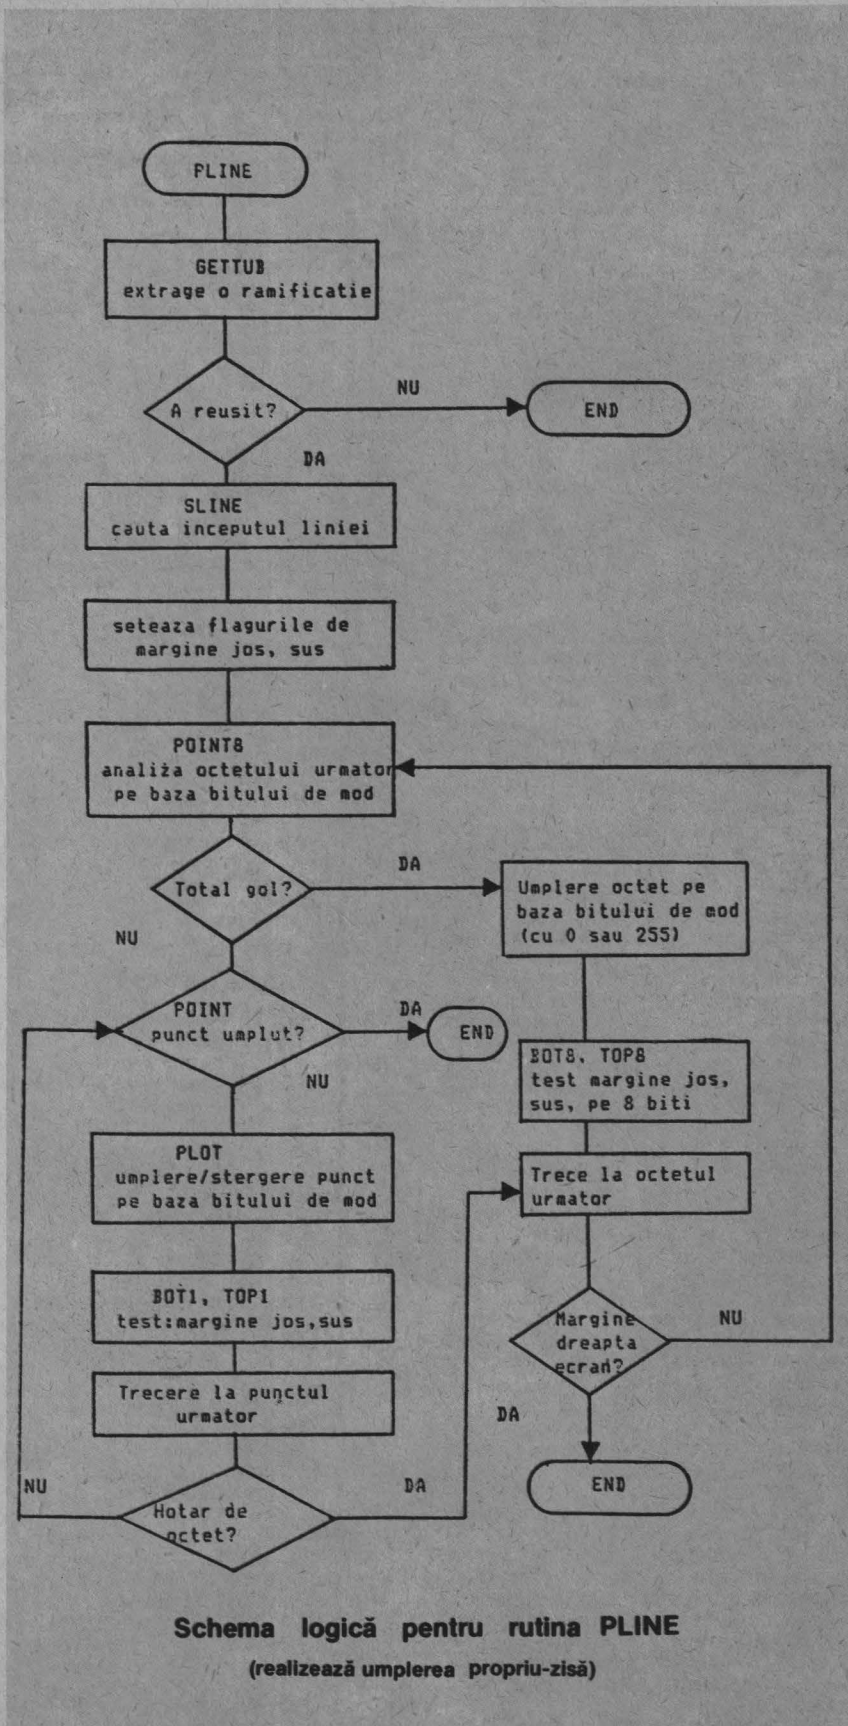 PLINE
GETTUB
extrage o ramificatie
A reusit?
NU
END
DA
SLINE
cauta inceputul liniei
seteaza flagurile de
margine jos, sus
POINT8
analiza octetului urmator
pe baza bitului de mod
Total gol?
DA
Umplere octet pe
baza bitului de mod
(cu 0 sau 255)
NU
POINT
punct umplut?
DA
END
NU
BOT8, TOP8
test margine jos,
sus, pe 8 biti
PLOT
umplere/stergere punct
pe baza bitului de mod
Trece la octetul
urmator
BOT1, TOP1
test:margine jos,sus
Margine
dreapta
ecran?
NU
Trecere la punctul
urmator
DA
NU
Hotar de
octet?
DA
END
Schema logică pentru rutina PLINE
(realizează umplerea propriu-zisă)